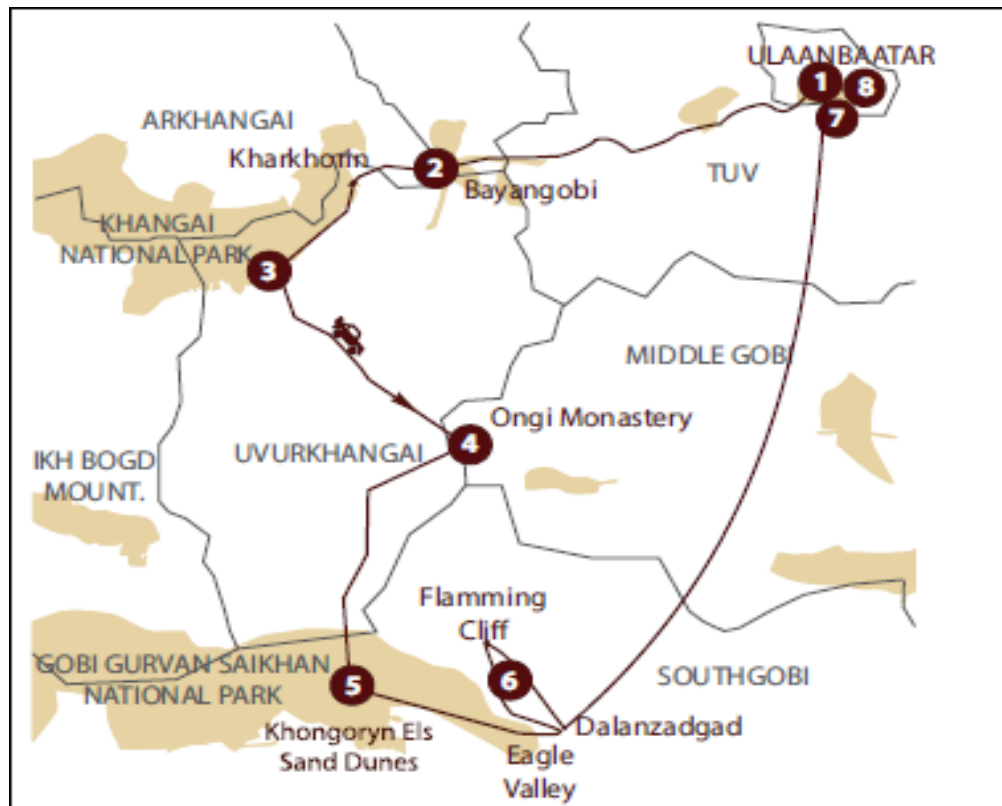 ULAANBAATAR
1
8
7
ARKHANGAI
Kharkhorin
2
Bayangobi
TUV
KHANGAI
NATIONAL PARK
3
MIDDLE GOBI
Ongi Monastery
4
UVURKHANGAI
IKH BOGD
MOUNT.
Flamming
Cliff
6
GOBI GURVAN SAIKHAN
NATIONAL PARK
5
SOUTHGOBI
Khongoryn Els
Sand Dunes
Dalanzadgad
Eagle
Valley